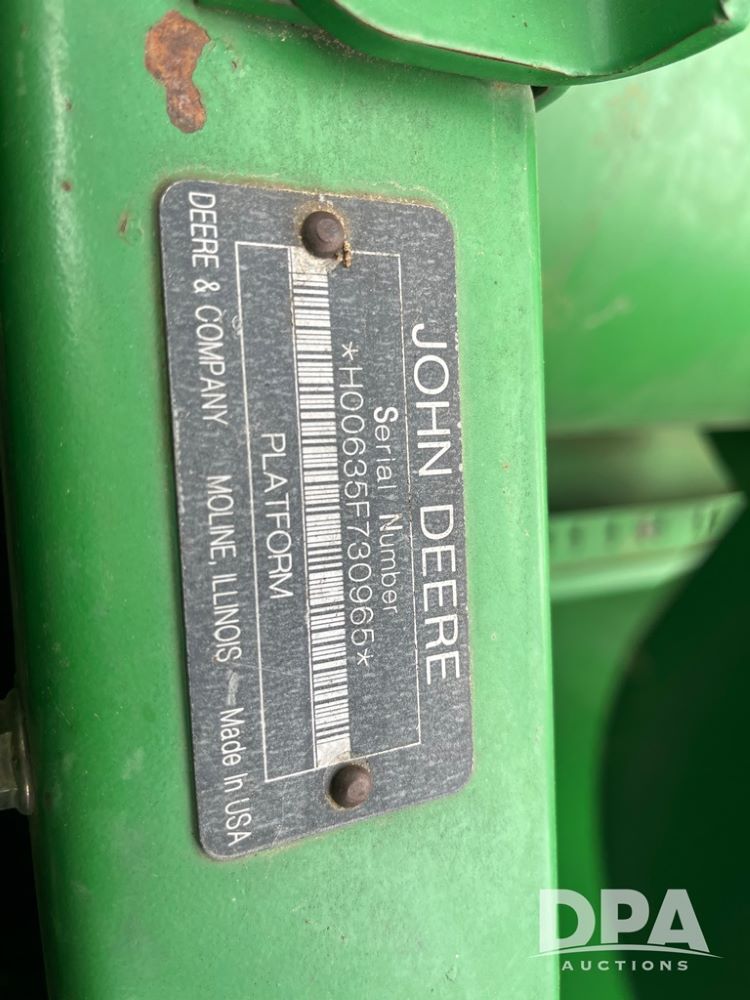 JOHN DEERE
Serial Number
*H00635F730965*
PLATFORM
DEERE & COMPANY MOLINE, ILLINOIS Made In USA
DPA
AUCTIONS